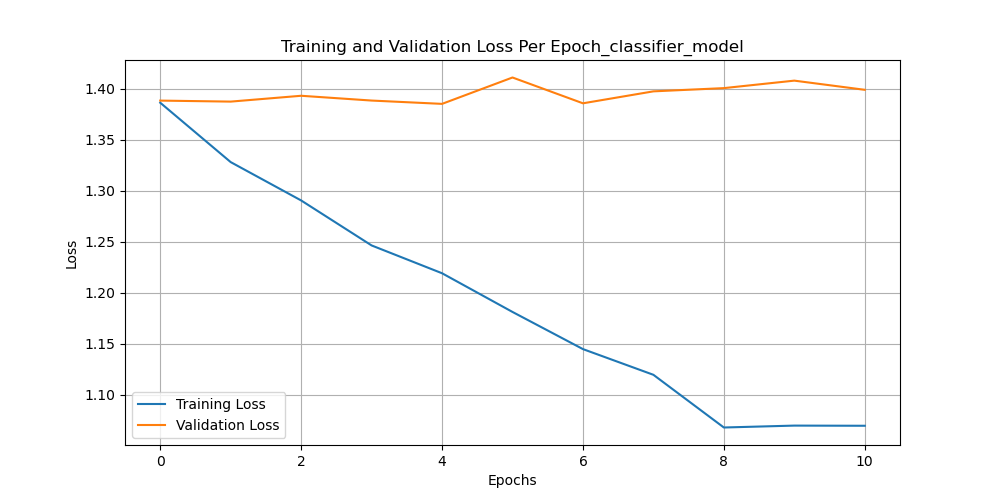 Training and Validation Loss Per Epoch_classifier_model
Loss
1.40
1.35
1.30
1.25
1.20
1.15
1.10
Training Loss
Validation Loss
0 2 4 6 8 10
Epochs